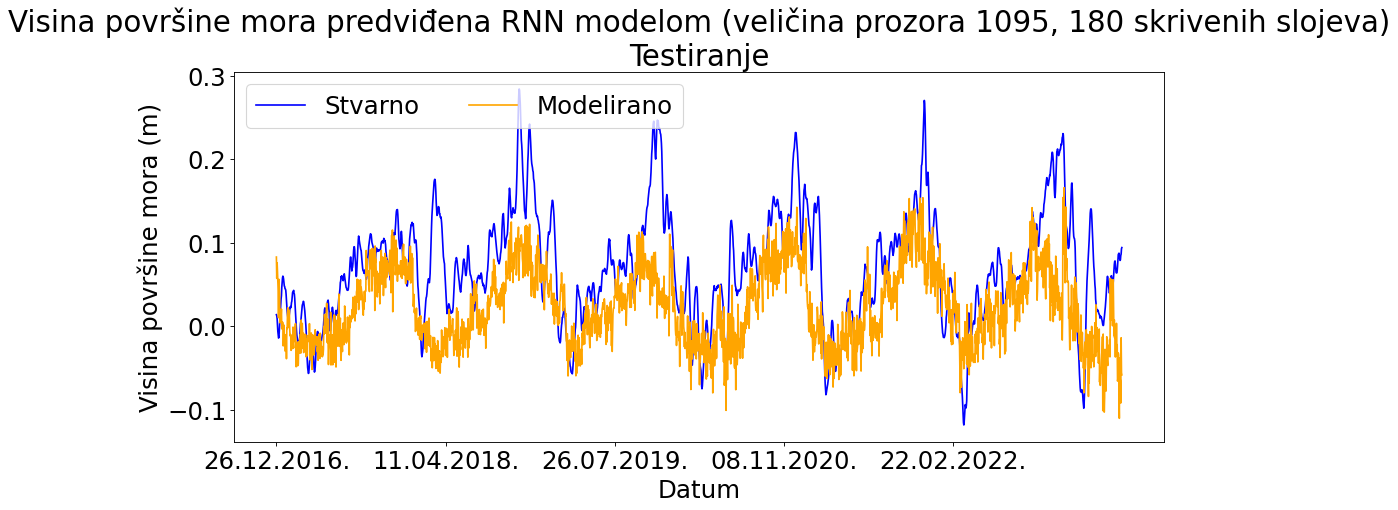 Visina površine mora predviđena RNN modelom (veličina prozora 1095, 180 skrivenih slojeva)
Testiranje
Stvarno Modelirano
Visina površine mora (m)
0.3
0.2
0.1
0.0
−0.1
26.12.2016. 11.04.2018. 26.07.2019. 08.11.2020. 22.02.2022.
Datum